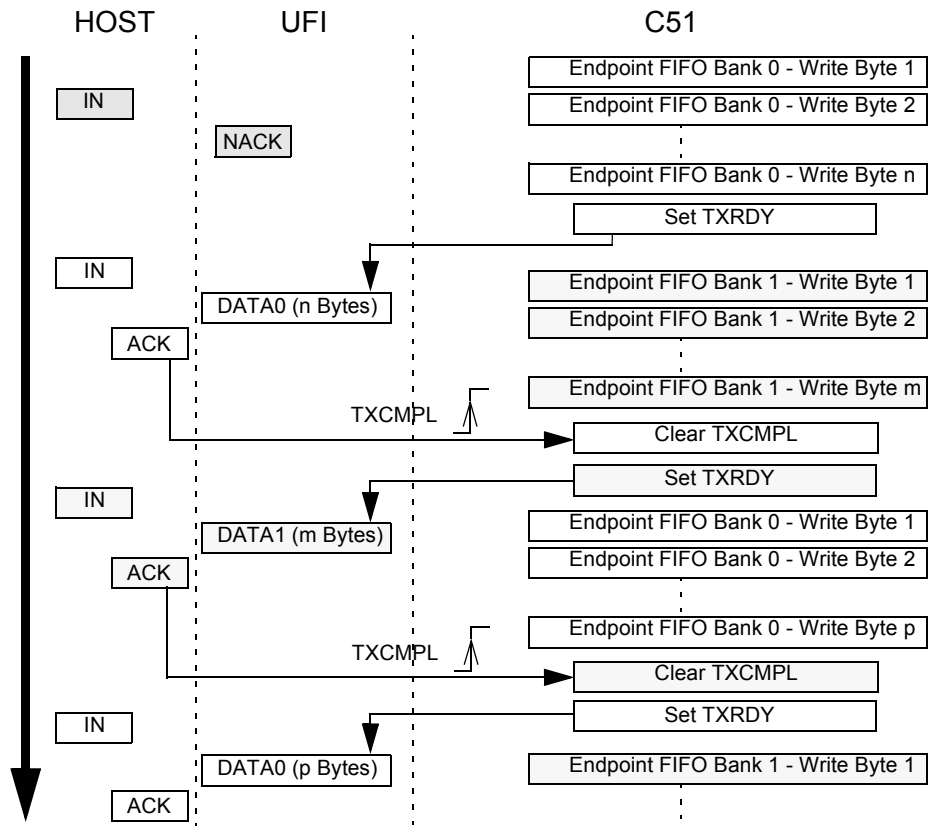 HOST UFI C51
Endpoint FIFO Bank 0 - Write Byte 1
IN
Endpoint FIFO Bank 0 - Write Byte 2
NACK
Endpoint FIFO Bank 0 - Write Byte n
Set TXRDY
IN
Endpoint FIFO Bank 1 - Write Byte 1
DATA0 (n Bytes)
Endpoint FIFO Bank 1 - Write Byte 2
ACK
Endpoint FIFO Bank 1 - Write Byte m
TXCMPL
Clear TXCMPL
Set TXRDY
IN
Endpoint FIFO Bank 0 - Write Byte 1
DATA1 (m Bytes)
Endpoint FIFO Bank 0 - Write Byte 2
ACK
Endpoint FIFO Bank 0 - Write Byte p
TXCMPL
Clear TXCMPL
Set TXRDY
IN
DATA0 (p Bytes)
Endpoint FIFO Bank 1 - Write Byte 1
ACK